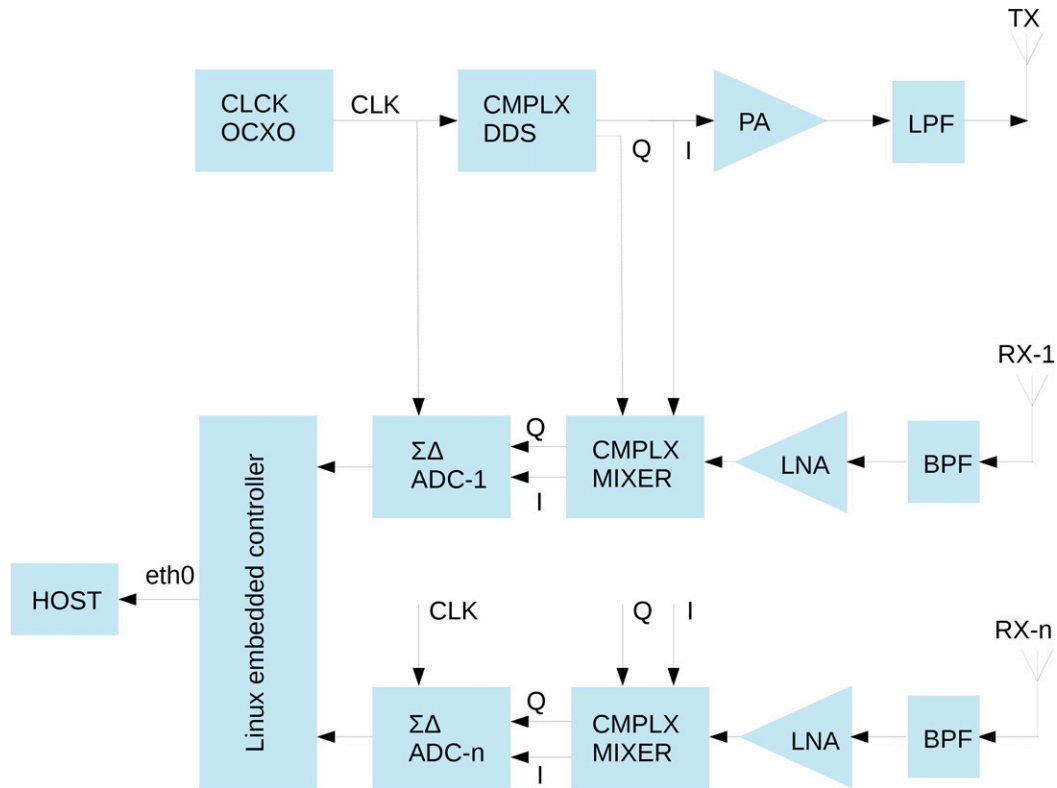 TX
CLCK
OCXO
CLK
CMPLX
DDS
Q
I
PA
LPF
RX-1
ΣΔ
ADC-1
Q
I
CMPLX
MIXER
LNA
BPF
Linux embedded controller
eth0
HOST
CLK
Q
I
RX-n
ΣΔ
ADC-n
Q
I
CMPLX
MIXER
LNA
BPF